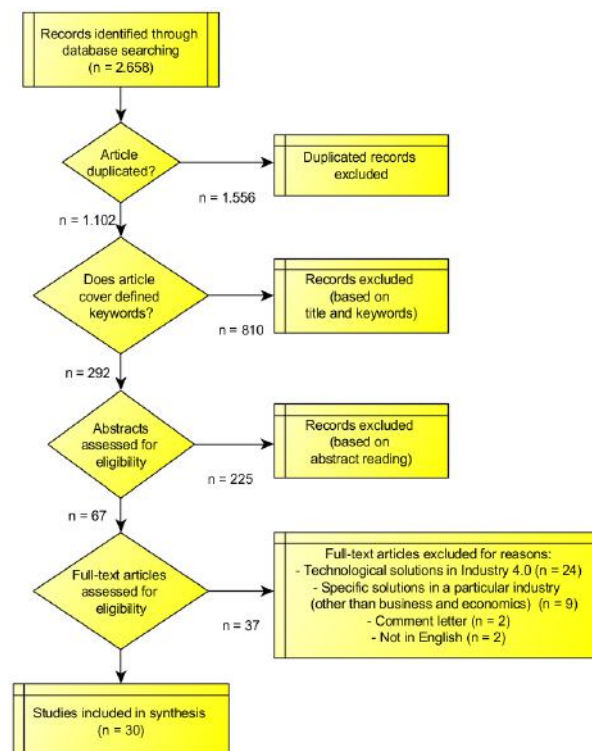 Records identified through
database searching
(n = 2.658)
Article
duplicated?
Duplicated records
excluded
n = 1.556
n = 1.102
Does article
cover defined
keywords?
Records excluded
(based on
title and keywords)
n = 810
n = 292
Abstracts
assessed for
eligibility
Records excluded
(based on
abstract reading)
n = 225
n = 67
Full-text articles
assessed for
eligibility
Full-text articles excluded for reasons:
- Technological solutions in Industry 4.0 (n = 24)
- Specific solutions in a particular industry
(other than business and economics) (n = 9)
- Comment letter (n = 2)
- Not in English (n = 2)
n = 37
Studies included in synthesis
(n = 30)